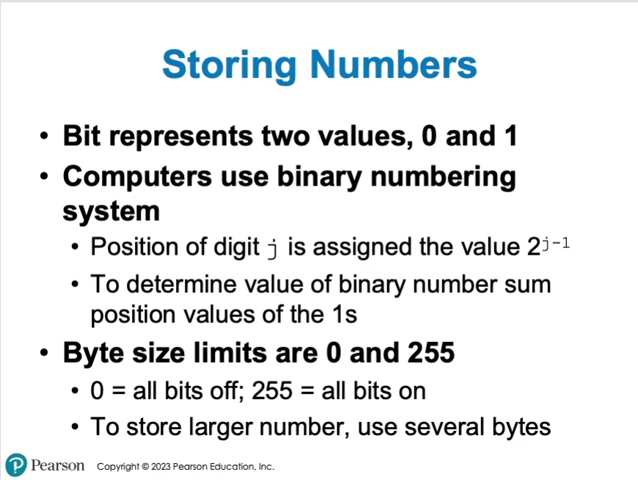 Storing Numbers
• Bit represents two values, 0 and 1
• Computers use binary numbering
system
• Position of digit j is assigned the value 2^{j-1}
• To determine value of binary number sum
position values of the 1s
• Byte size limits are 0 and 255
• 0 = all bits off; 255 = all bits on
• To store larger number, use several bytes
P Pearson Copyright © 2023 Pearson Education, Inc.